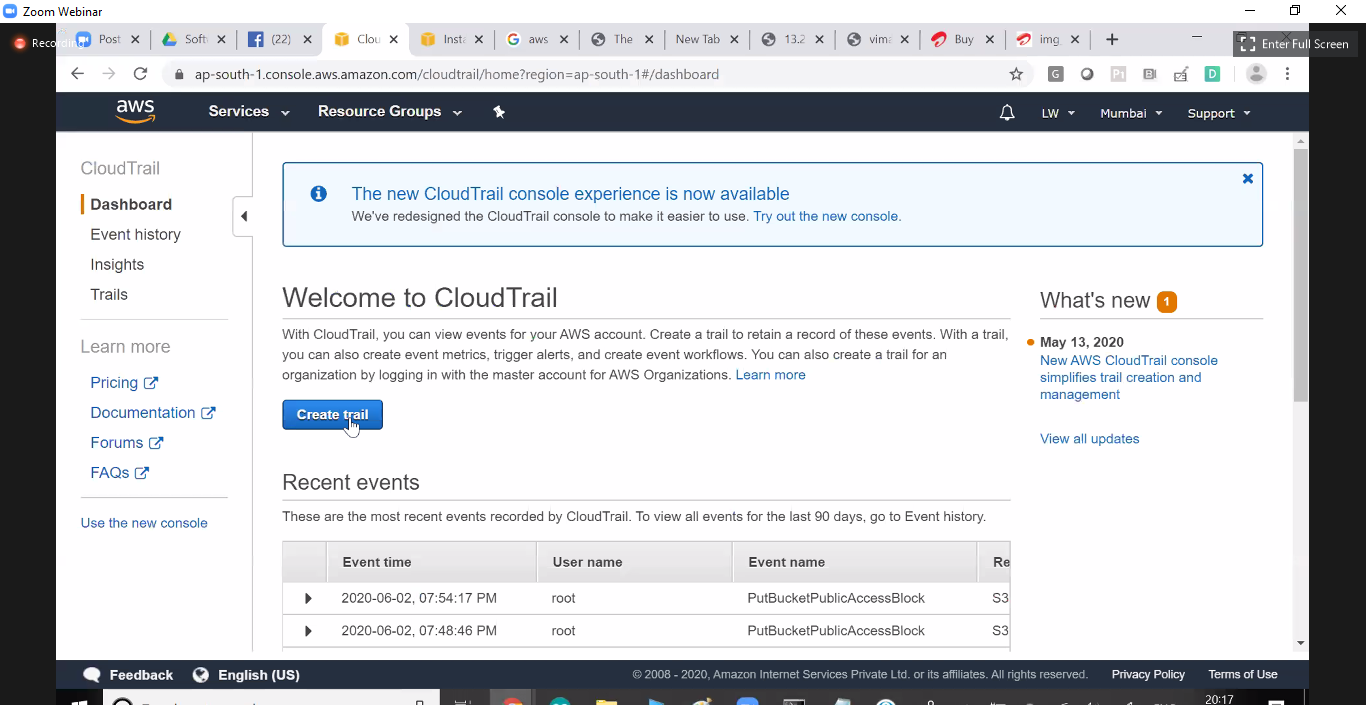 Zoom Webinar
Recording
Post
Soft
(22)
Clou
Insta
aws
The
New Tab
13.2
vim
Buy
img
Enter Full Screen
ap-south-1.console.aws.amazon.com/cloudtrail/home?region=ap-south-1#/dashboard
aws
Services
Resource Groups
LW
Mumbai
Support
CloudTrail
Dashboard
Event history
Insights
Trails
Learn more
Pricing
Documentation
Forums
FAQs
Use the new console
The new CloudTrail console experience is now available
We've redesigned the CloudTrail console to make it easier to use. Try out the new console.
Welcome to CloudTrail
With CloudTrail, you can view events for your AWS account. Create a trail to retain a record of these events. With a trail,
you can also create event metrics, trigger alerts, and create event workflows. You can also create a trail for an
organization by logging in with the master account for AWS Organizations. Learn more
Create trail
What's new 1
May 13, 2020
New AWS CloudTrail console
simplifies trail creation and
management
View all updates
Recent events
These are the most recent events recorded by CloudTrail. To view all events for the last 90 days, go to Event history.
Event time User name Event name Re
2020-06-02, 07:54:17 PM root PutBucketPublicAccessBlock S3
2020-06-02, 07:48:46 PM root PutBucketPublicAccessBlock S3
Feedback
English (US)
© 2008 - 2020, Amazon Internet Services Private Ltd. or its affiliates. All rights reserved.
Privacy Policy
Terms of Use
20:17